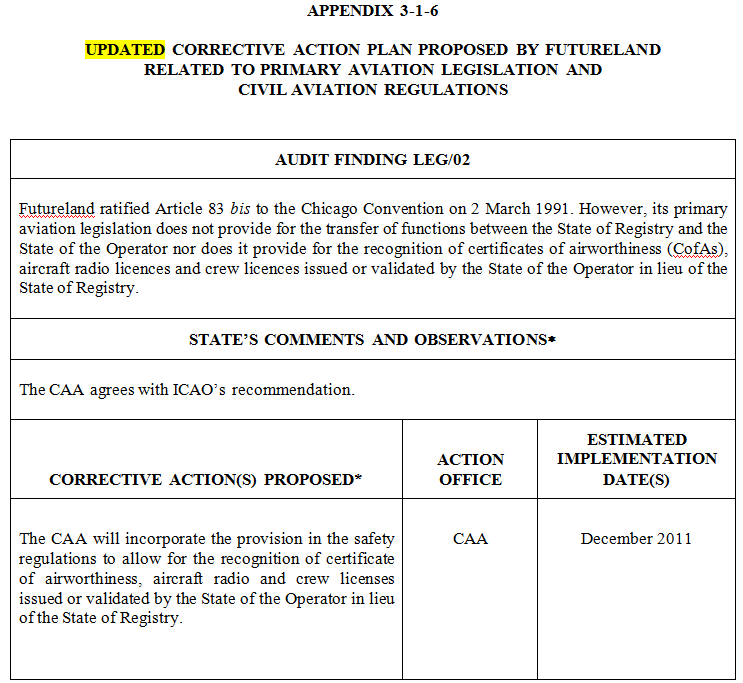 APPENDIX 3-1-6
UPDATED CORRECTIVE ACTION PLAN PROPOSED BY FUTURELAND
RELATED TO PRIMARY AVIATION LEGISLATION AND
CIVIL AVIATION REGULATIONS
AUDIT FINDING LEG/02
Futureland ratified Article 83 bis to the Chicago Convention on 2 March 1991. However, its primary
aviation legislation does not provide for the transfer of functions between the State of Registry and the
State of the Operator nor does it provide for the recognition of certificates of airworthiness (CofAs),
aircraft radio licences and crew licences issued or validated by the State of the Operator in lieu of the
State of Registry.
STATE’S COMMENTS AND OBSERVATIONS*
The CAA agrees with ICAO’s recommendation.
CORRECTIVE ACTION(S) PROPOSED*
ACTION
OFFICE
ESTIMATED
IMPLEMENTATION
DATE(S)
The CAA will incorporate the provision in the safety
regulations to allow for the recognition of certificate
of airworthiness, aircraft radio and crew licenses
issued or validated by the State of the Operator in lieu
of the State of Registry.
CAA
December 2011